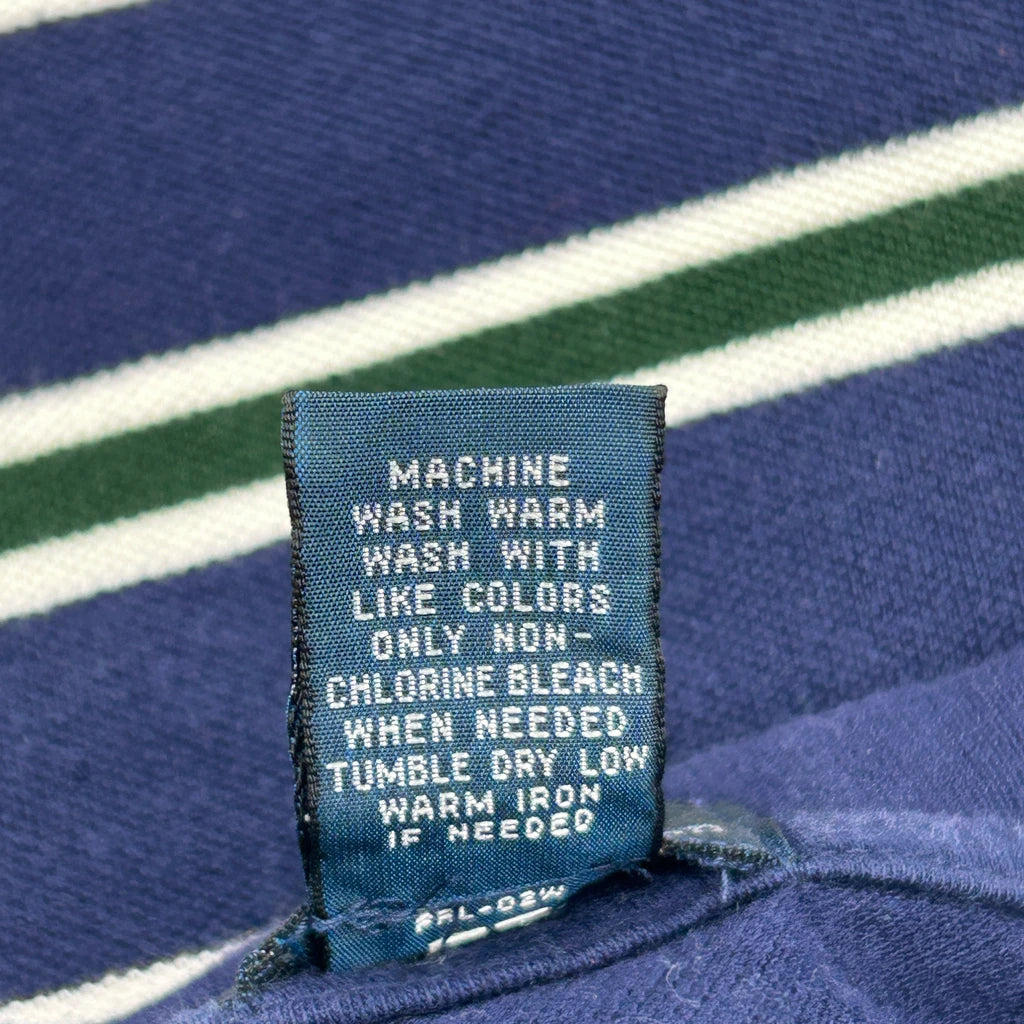 MACHINE
WASH WARM
WASH WITH
LIKE COLORS
ONLY NON-
CHLORINE BLEACH
WHEN NEEDED
TUMBLE DRY LOW
WARM IRON
IF NEEDED